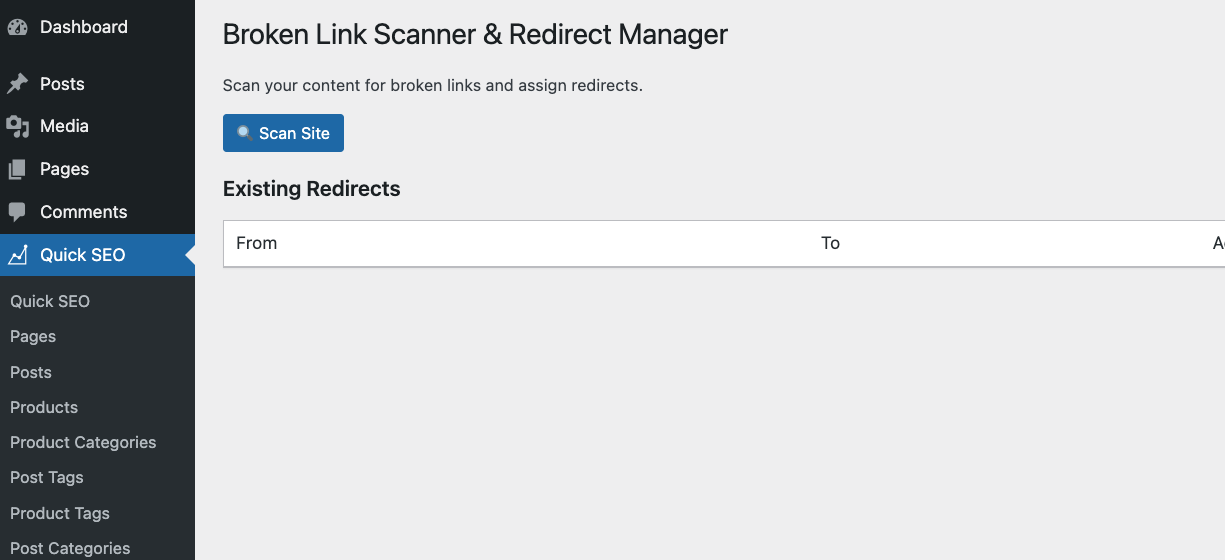 Dashboard
Posts
Media
Pages
Comments
Quick SEO
Quick SEO
Pages
Posts
Products
Product Categories
Post Tags
Product Tags
Post Categories
Broken Link Scanner & Redirect Manager
Scan your content for broken links and assign redirects.
Scan Site
Existing Redirects
From To